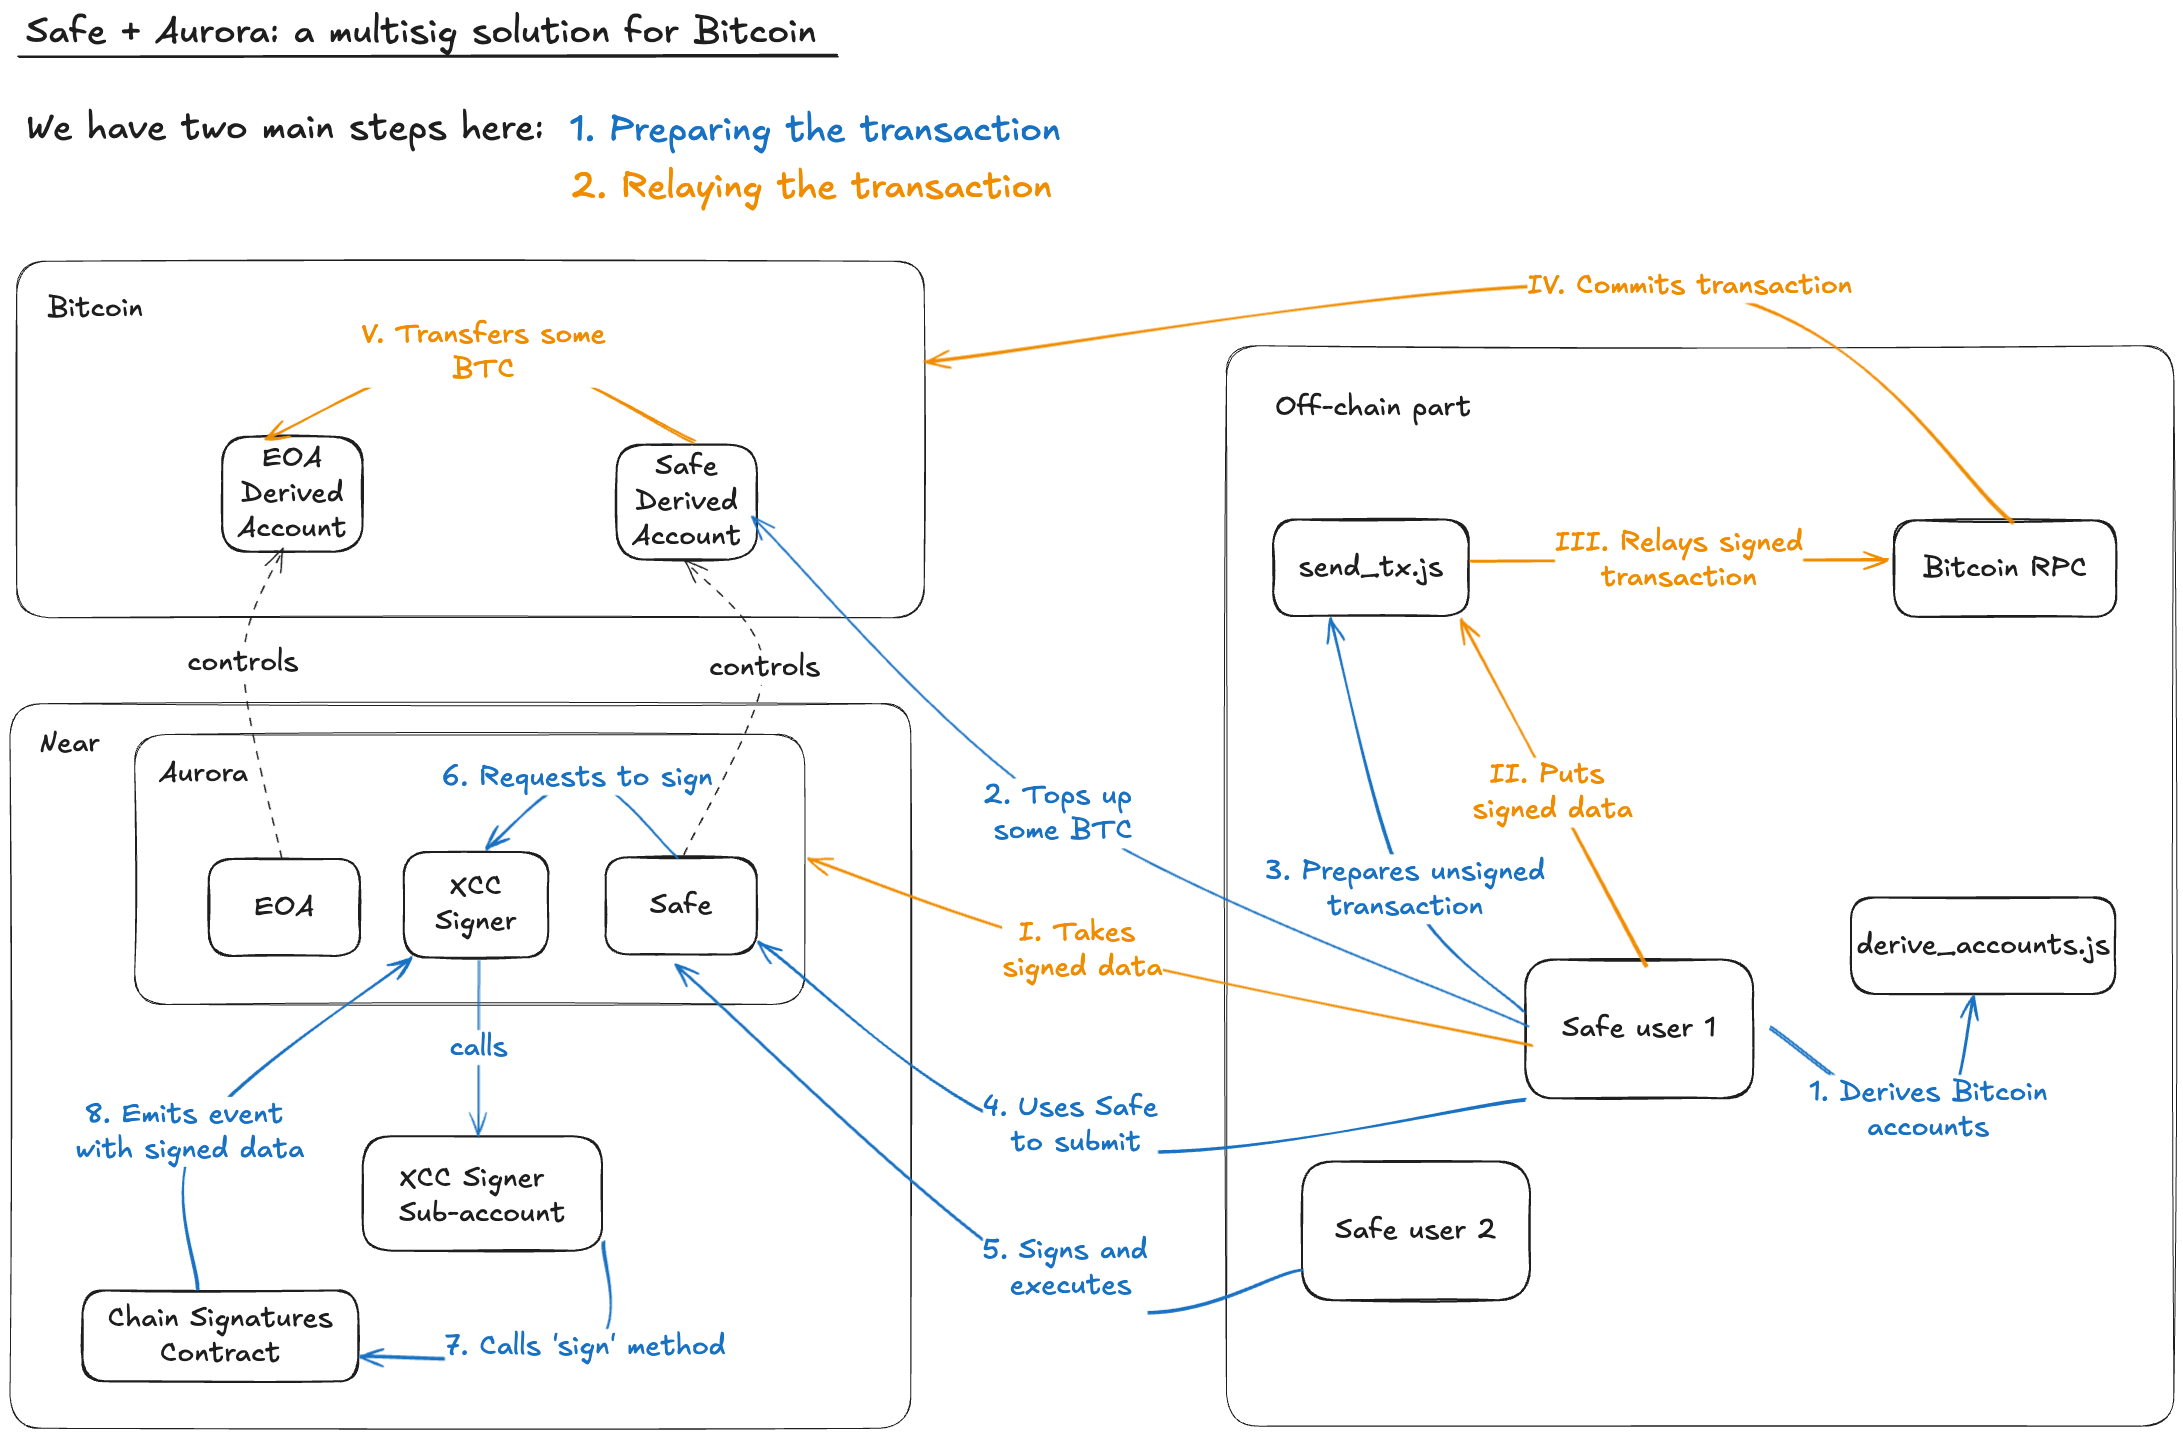 Safe + Aurora: a multisig solution for Bitcoin
We have two main steps here: 1. Preparing the transaction
2. Relaying the transaction
Bitcoin
V. Transfers some
BTC
EOA
Derived
Account
Safe
Derived
Account
controls
controls
Near
Aurora
6. Requests to sign
EOA
XCC
Signer
Safe
calls
8. Emits event
with signed data
XCC Signer
Sub-account
Chain Signatures
Contract
7. Calls 'sign' method
2. Tops up
some BTC
I. Takes
signed data
4. Uses Safe
to submit
5. Signs and
executes
IV. Commits transaction
Off-chain part
send_tx.js
III. Relays signed
transaction
Bitcoin RPC
II. Puts
signed data
3. Prepares unsigned
transaction
derive_accounts.js
Safe user 1
1. Derives Bitcoin
accounts
Safe user 2